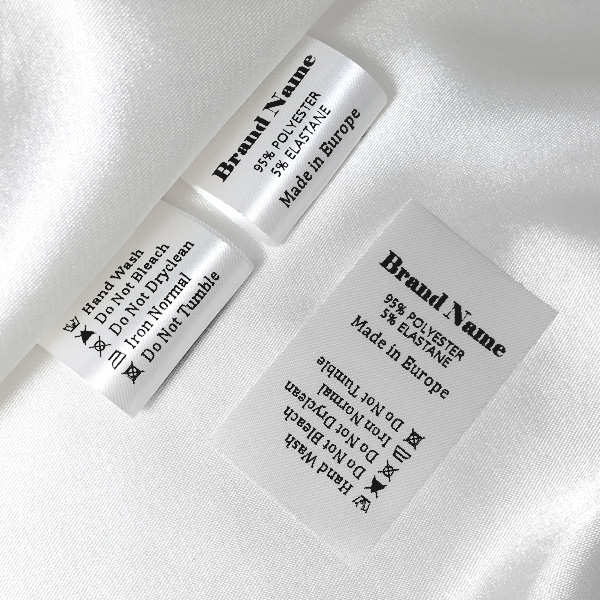 Brand Name
95% POLYESTER
5% ELASTANE
Made in Europe
Hand Wash
Do Not Bleach
Do Not Dryclean
Iron Normal
Do Not Tumble
Brand Name
95% POLYESTER
5% ELASTANE
Made in Europe
Hand Wash
Do Not Bleach
Do Not Dryclean
Iron Normal
Do Not Tumble